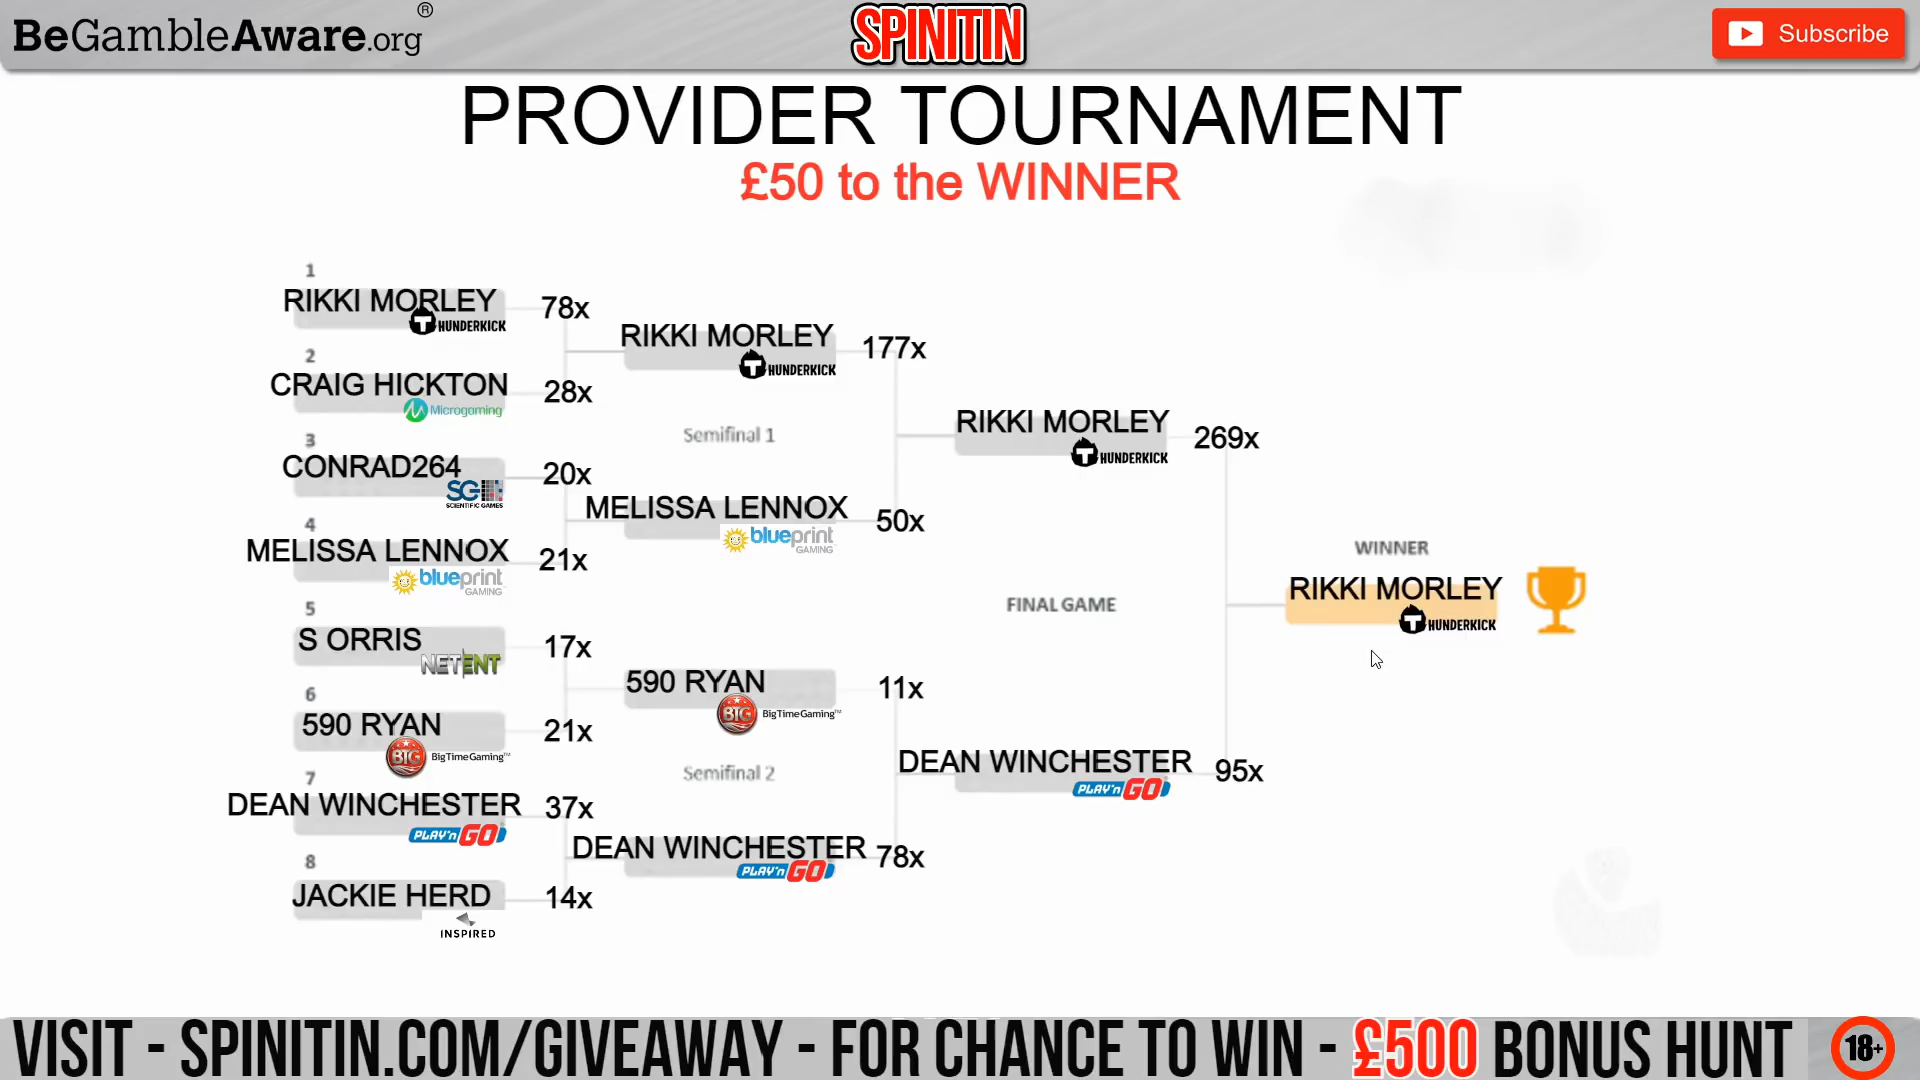 BeGambleAware.org®
SPINITIN
Subscribe
PROVIDER TOURNAMENT
£50 to the WINNER
1
RIKKI MORLEY 78x
THUNDERKICK
2
CRAIG HICKTON 28x
Microgaming
3
CONRAD264 20x
SG
SCIENTIFIC GAMES
4
MELISSA LENNOX 21x
blueprint
GAMING
5
S ORRIS 17x
NETENT
6
590 RYAN 21x
BIG BigTimeGaming™
7
DEAN WINCHESTER 37x
PLAY'n GO
8
JACKIE HERD 14x
INSPIRED
RIKKI MORLEY 177x
THUNDERKICK
Semifinal 1
MELISSA LENNOX 50x
blueprint
GAMING
590 RYAN 11x
BIG BigTimeGaming™
Semifinal 2
DEAN WINCHESTER 78x
PLAY'n GO
RIKKI MORLEY 269x
THUNDERKICK
FINAL GAME
DEAN WINCHESTER 95x
PLAY'n GO
WINNER
RIKKI MORLEY
THUNDERKICK
VISIT - SPINITIN.COM/GIVEAWAY - FOR CHANCE TO WIN - £500 BONUS HUNT
18+